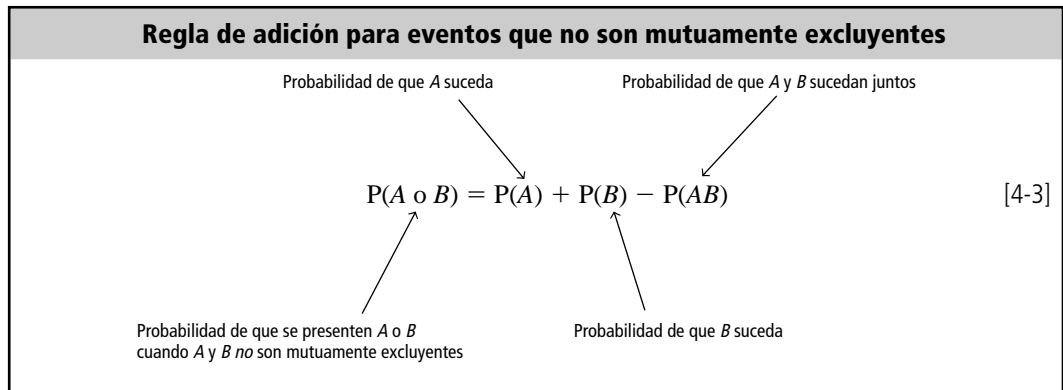 Regla de adición para eventos que no son mutuamente excluyentes
Probabilidad de que A suceda
Probabilidad de que A y B sucedan juntos
P(A o B) = P(A) + P(B) − P(AB)
[4-3]
Probabilidad de que se presenten A o B
cuando A y B no son mutuamente excluyentes
Probabilidad de que B suceda